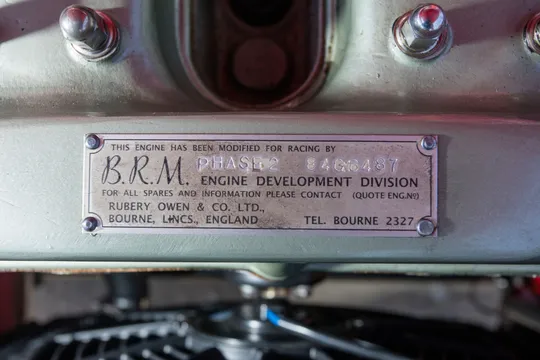 THIS ENGINE HAS BEEN MODIFIED FOR RACING BY
B.R.M. PHASE 2
ENGINE DEVELOPMENT DIVISION
FOR ALL SPARES AND INFORMATION PLEASE CONTACT (QUOTE ENG.Nº)
RUBERY OWEN & CO. LTD.,
BOURNE, LINCS, ENGLAND TEL. BOURNE 2327